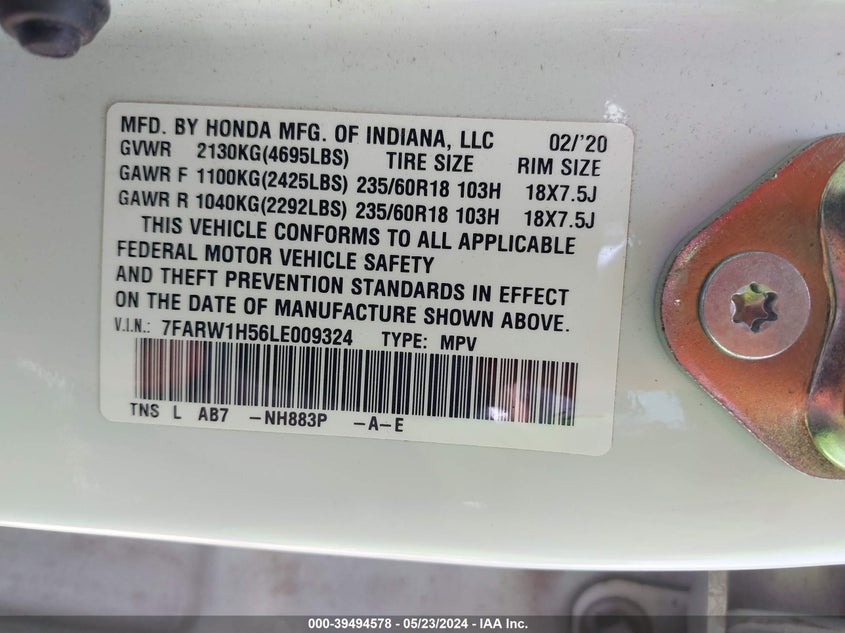 MFD. BY HONDA MFG. OF INDIANA, LLC 02/'20
GVWR 2130KG(4695LBS) TIRE SIZE RIM SIZE
GAWR F 1100KG(2425LBS) 235/60R18 103H 18X7.5J
GAWR R 1040KG(2292LBS) 235/60R18 103H 18X7.5J
THIS VEHICLE CONFORMS TO ALL APPLICABLE
FEDERAL MOTOR VEHICLE SAFETY
AND THEFT PREVENTION STANDARDS IN EFFECT
ON THE DATE OF MANUFACTURE SHOWN ABOVE.
V.I.N.: 7FARW1H56LE009324 TYPE: MPV
TNS L AB7 -NH883P -A-E
000-39494578 - 05/23/2024 - IAA Inc.